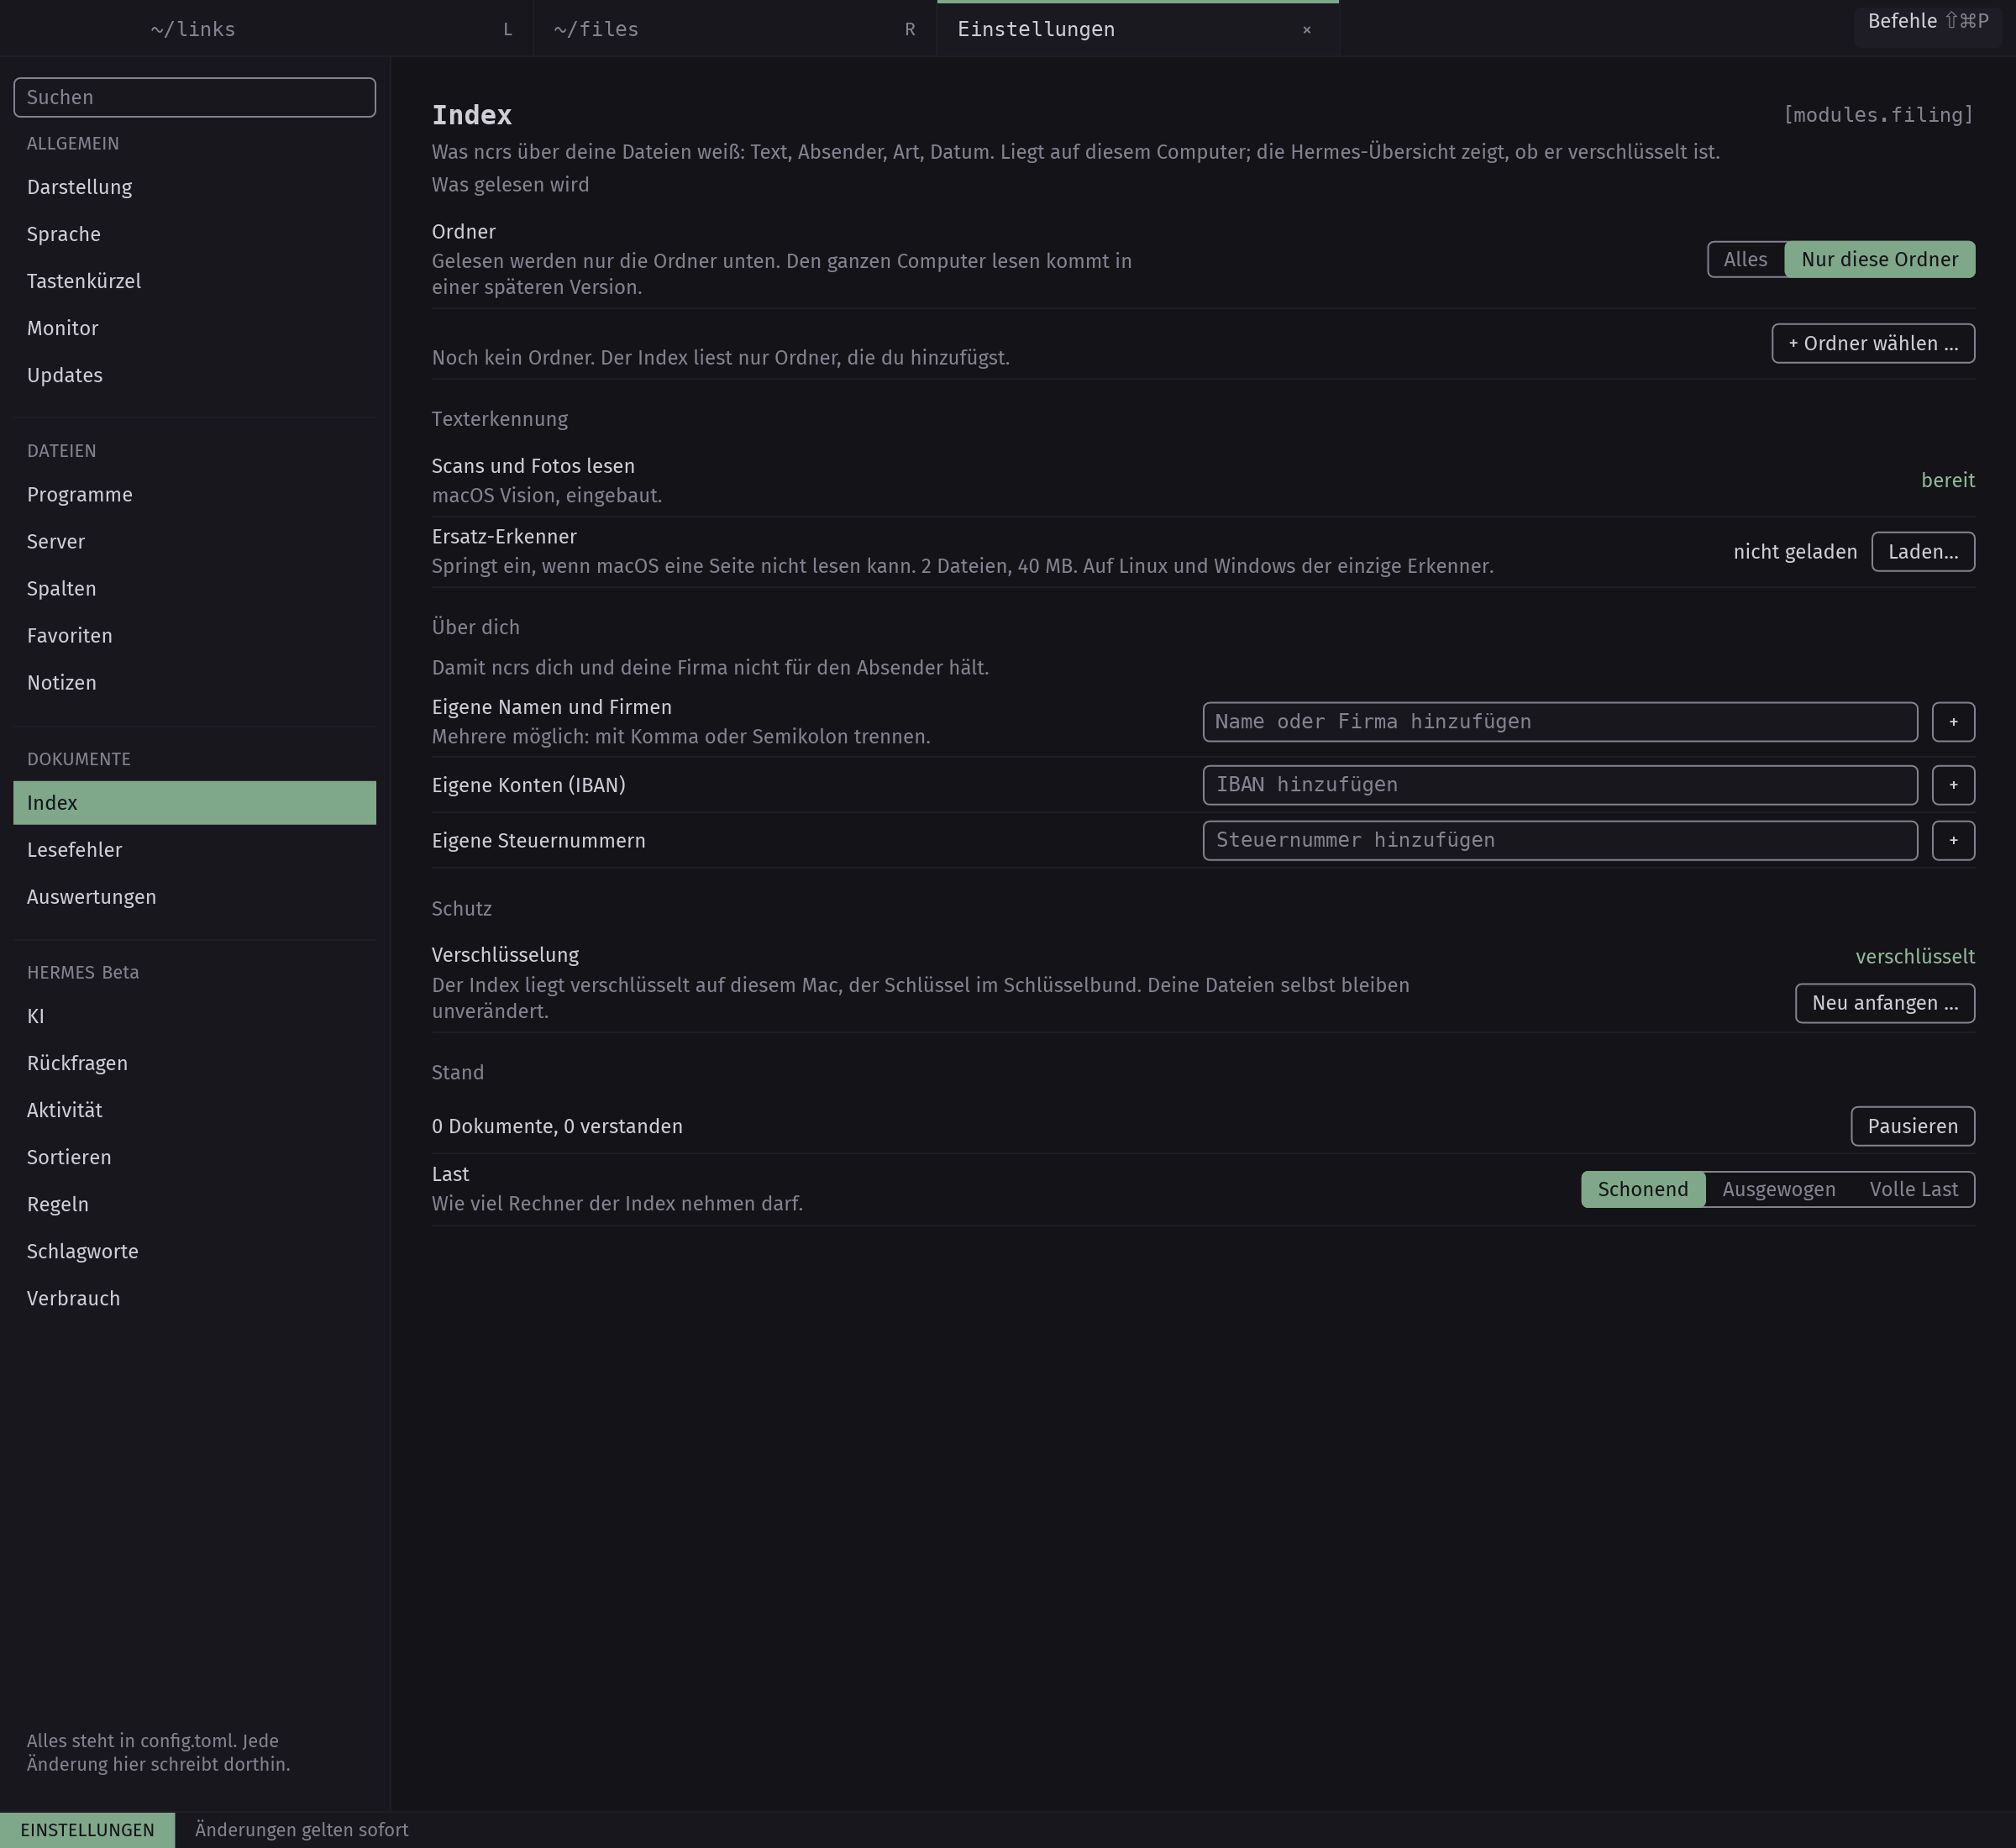 ~/links L ~/files R Einstellungen × Befehle ⇧⌘P
Suchen
ALLGEMEIN
Darstellung
Sprache
Tastenkürzel
Monitor
Updates
DATEIEN
Programme
Server
Spalten
Favoriten
Notizen
DOKUMENTE
Index
Lesefehler
Auswertungen
HERMES Beta
KI
Rückfragen
Aktivität
Sortieren
Regeln
Schlagworte
Verbrauch
Alles steht in config.toml. Jede
Änderung hier schreibt dorthin.
Index [modules.filing]
Was ncrs über deine Dateien weiß: Text, Absender, Art, Datum. Liegt auf diesem Computer; die Hermes-Übersicht zeigt, ob er verschlüsselt ist.
Was gelesen wird
Ordner
Gelesen werden nur die Ordner unten. Den ganzen Computer lesen kommt in
einer späteren Version.
Alles Nur diese Ordner
Noch kein Ordner. Der Index liest nur Ordner, die du hinzufügst.
+ Ordner wählen ...
Texterkennung
Scans und Fotos lesen
macOS Vision, eingebaut.
bereit
Ersatz-Erkenner
Springt ein, wenn macOS eine Seite nicht lesen kann. 2 Dateien, 40 MB. Auf Linux und Windows der einzige Erkenner.
nicht geladen Laden...
Über dich
Damit ncrs dich und deine Firma nicht für den Absender hält.
Eigene Namen und Firmen
Mehrere möglich: mit Komma oder Semikolon trennen.
Name oder Firma hinzufügen +
Eigene Konten (IBAN) IBAN hinzufügen +
Eigene Steuernummern Steuernummer hinzufügen +
Schutz
Verschlüsselung
Der Index liegt verschlüsselt auf diesem Mac, der Schlüssel im Schlüsselbund. Deine Dateien selbst bleiben
unverändert.
verschlüsselt
Neu anfangen ...
Stand
0 Dokumente, 0 verstanden Pausieren
Last
Wie viel Rechner der Index nehmen darf.
Schonend Ausgewogen Volle Last
EINSTELLUNGEN Änderungen gelten sofort